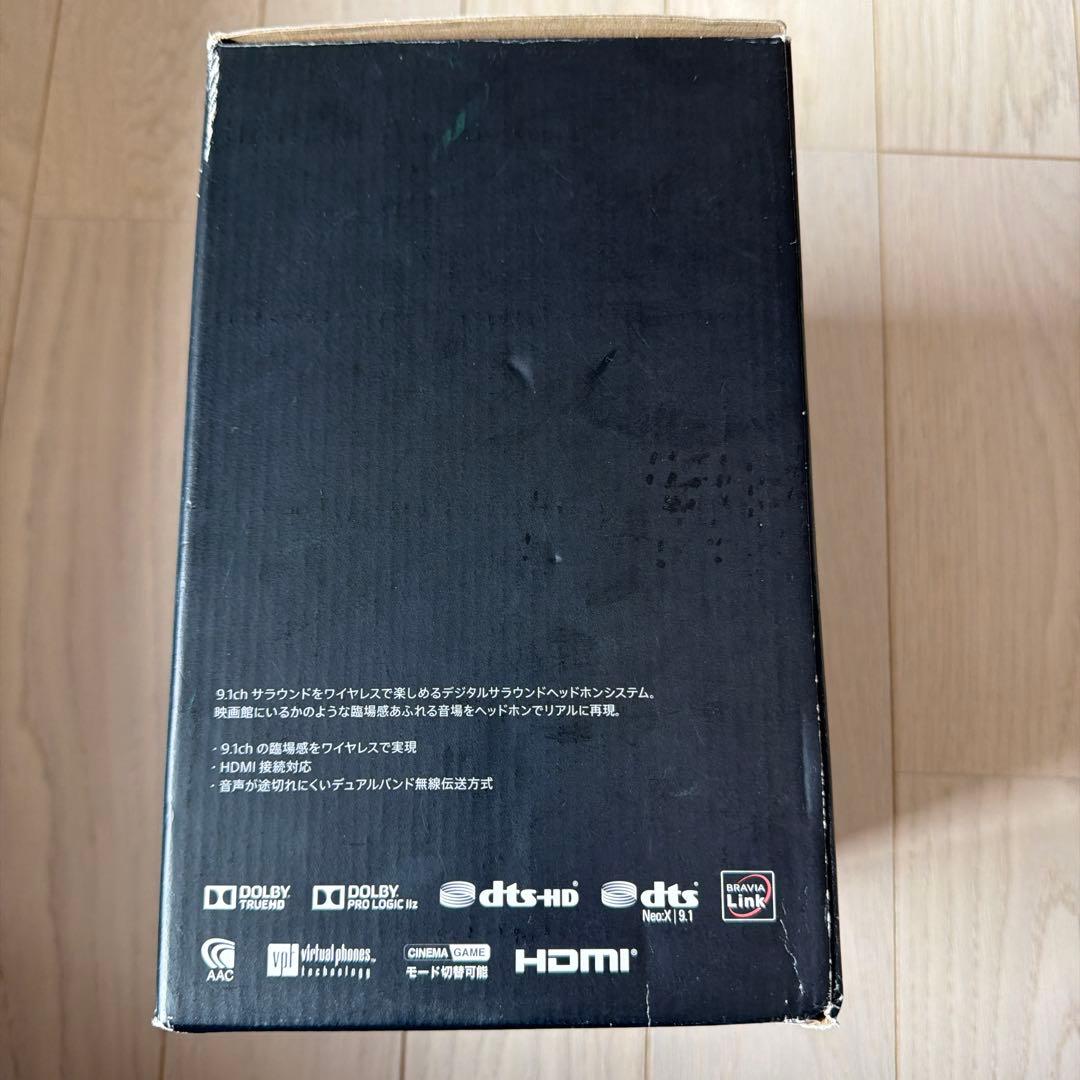 9.1ch サラウンドをワイヤレスで楽しめるデジタルサラウンドヘッドホンシステム。
映画館にいるかのような臨場感あふれる音場をヘッドホンでリアルに再現。
- 9.1ch の臨場感をワイヤレスで実現
- HDMI 接続対応
- 音声が途切れにくいデュアルバンド無線伝送方式
DOLBY TRUEHD
DOLBY PRO LOGIC IIz
dts-HD
dts Neo:X | 9.1
BRAVIA Link
AAC
vpt virtualphones technology
CINEMA GAME モード切替可能
HDMI